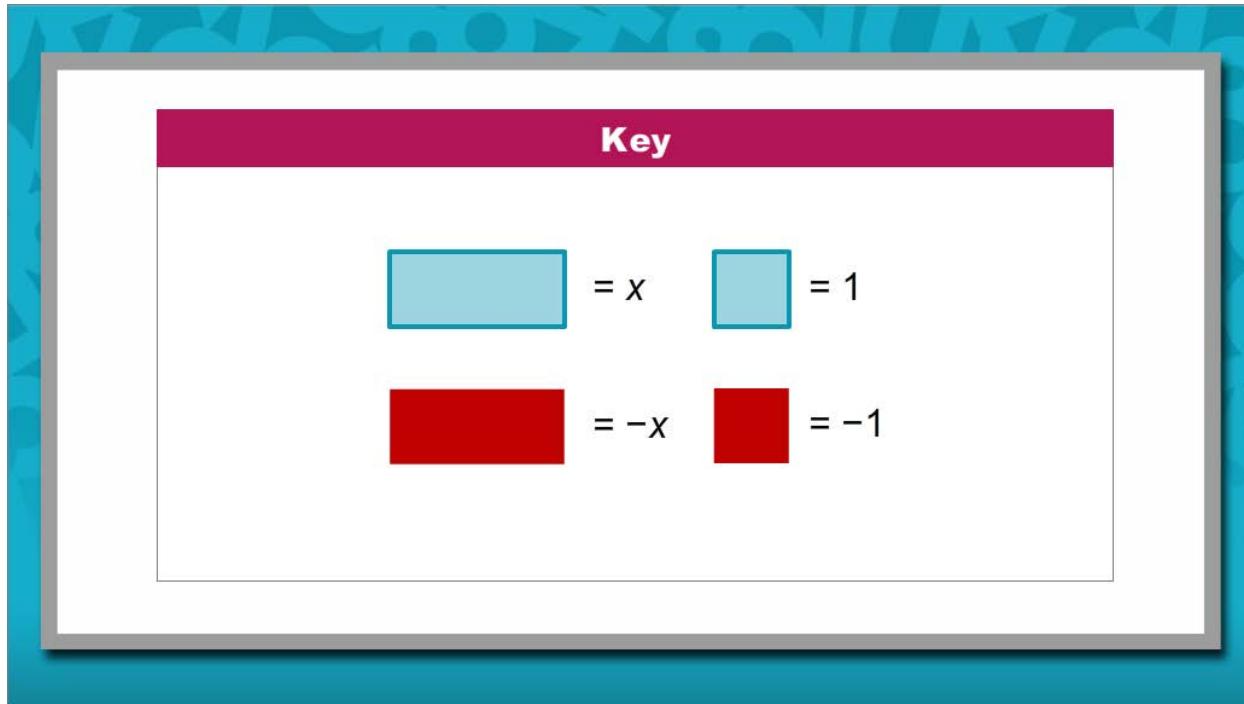 Key
= x
= 1
= −x
= −1